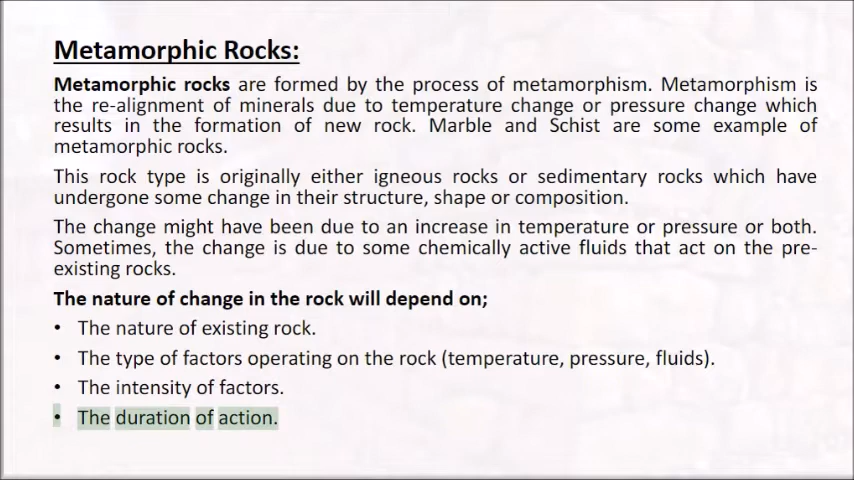 Metamorphic Rocks:
Metamorphic rocks are formed by the process of metamorphism. Metamorphism is
the re-alignment of minerals due to temperature change or pressure change which
results in the formation of new rock. Marble and Schist are some example of
metamorphic rocks.
This rock type is originally either igneous rocks or sedimentary rocks which have
undergone some change in their structure, shape or composition.
The change might have been due to an increase in temperature or pressure or both.
Sometimes, the change is due to some chemically active fluids that act on the pre-
existing rocks.
The nature of change in the rock will depend on;
• The nature of existing rock.
• The type of factors operating on the rock (temperature, pressure, fluids).
• The intensity of factors.
• The duration of action.